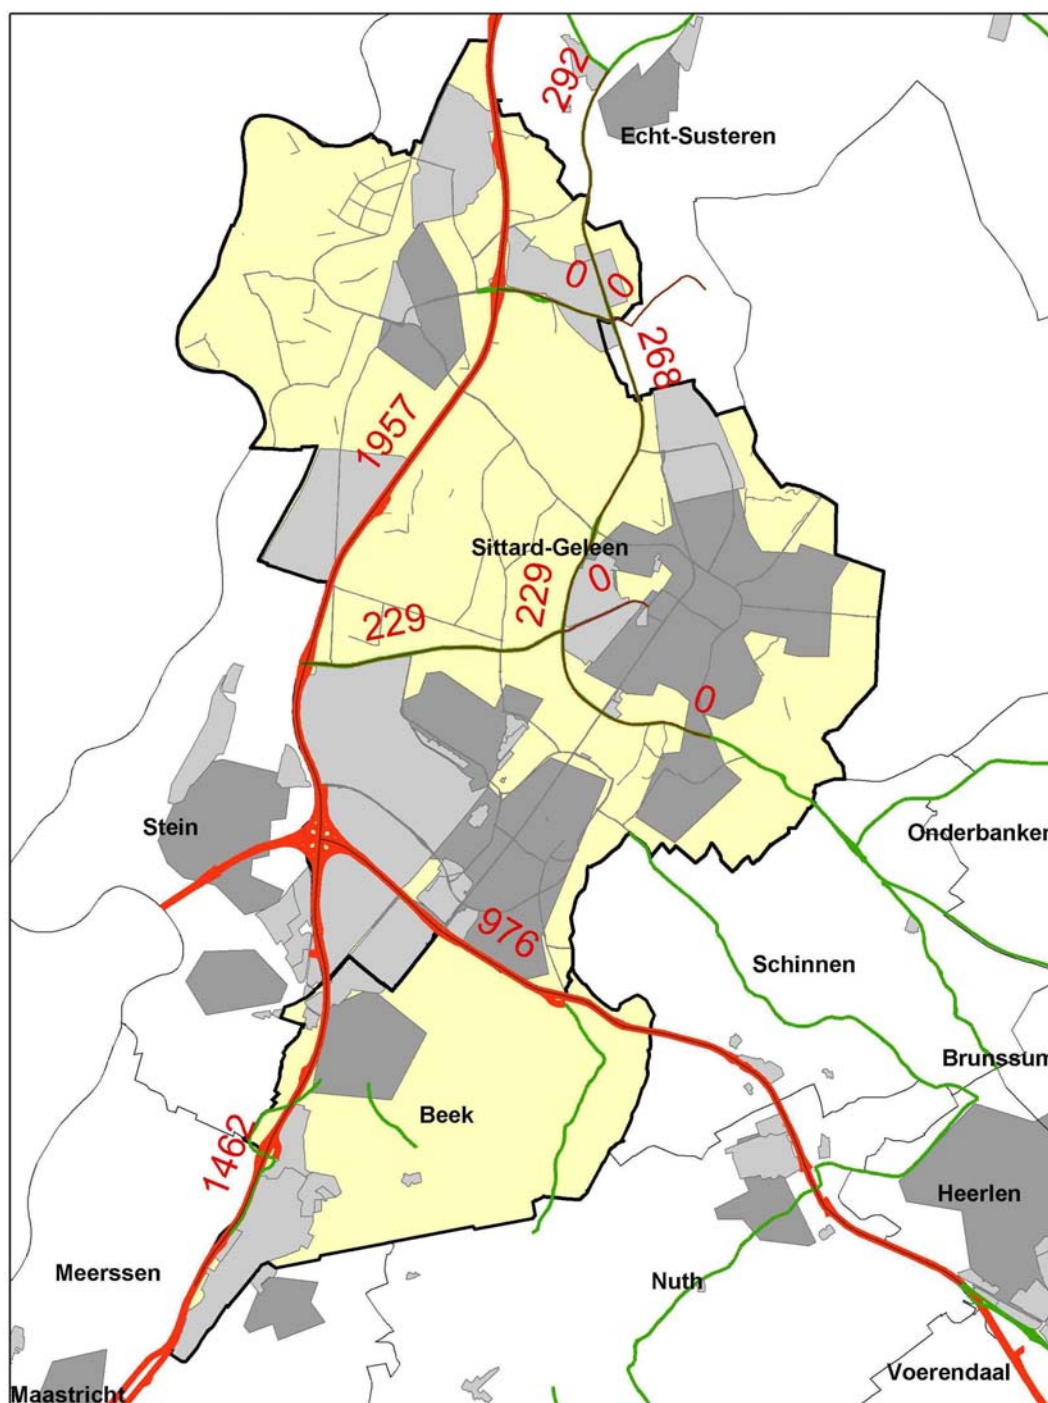 292
Echt-Susteren
0
0
268
1957
Sittard-Geleen
0
229
229
0
Stein
Onderbanken
976
Schinnen
Brunssum
Beek
1462
Heerlen
Meerssen
Nuth
Voerendaal
Maastricht